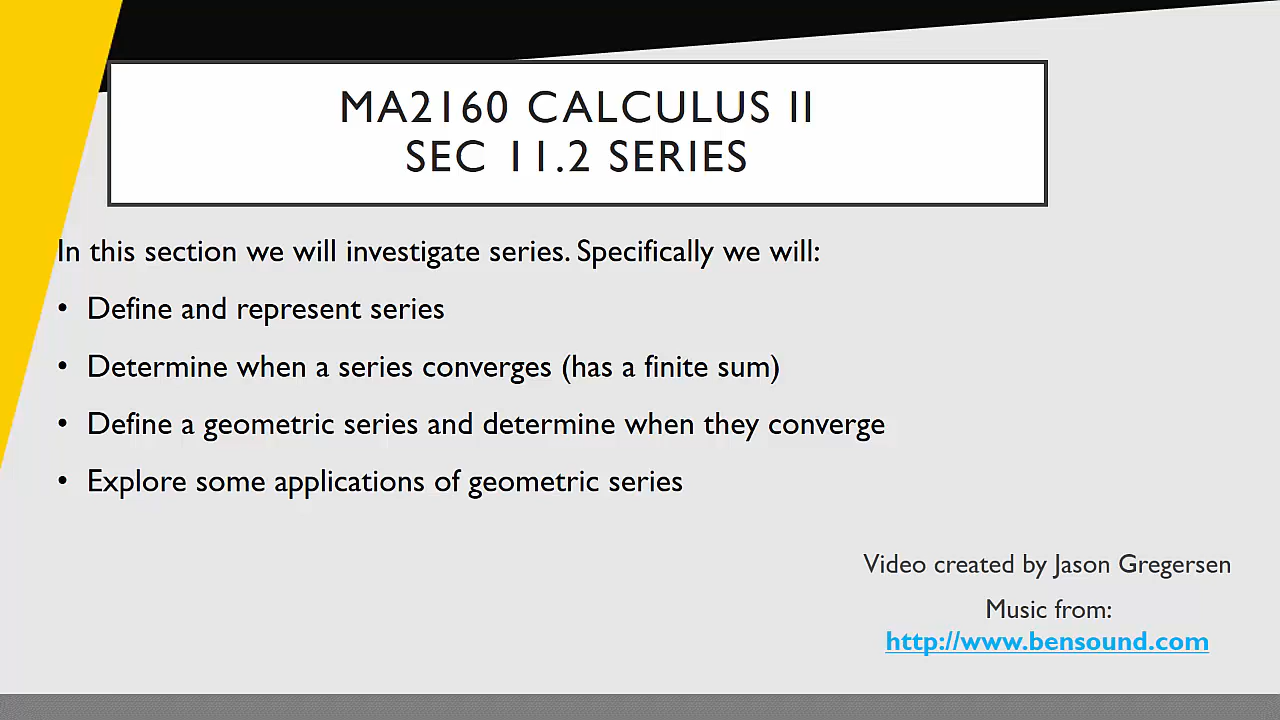 MA2160 CALCULUS II
SEC 11.2 SERIES
In this section we will investigate series. Specifically we will:
• Define and represent series
• Determine when a series converges (has a finite sum)
• Define a geometric series and determine when they converge
• Explore some applications of geometric series
Video created by Jason Gregersen
Music from:
http://www.bensound.com